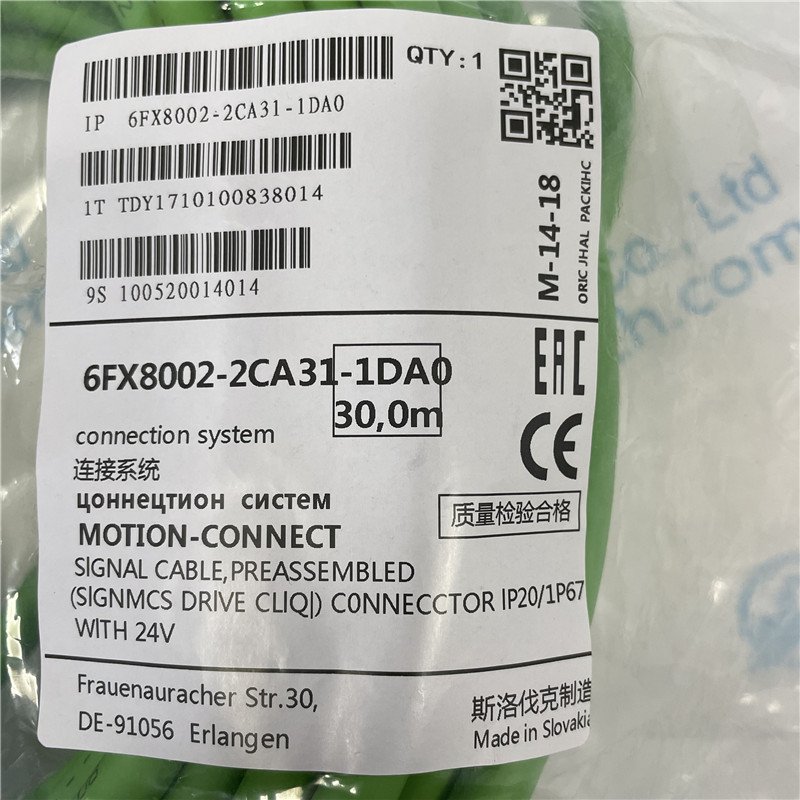 QTY:1
IP 6FX8002-2CA31-1DA0
1T TDY1710100838014
9S 100520014014
M-14-18
ORIC JHAL PACKIHC
6FX8002-2CA31-1DA0
30,0m
EAC
CE
connection system
连接系统
цоннецтион систем
质量检验合格
MOTION-CONNECT
SIGNAL CABLE,PREASSEMBLED
(SIGNMCS DRIVE CLIQ|) C0NNECCTOR IP20/1P67
WITH 24V
Frauenauracher Str.30,
DE-91056 Erlangen
斯洛伐克制造
Made in Slovakia
Co., Ltd
h.com